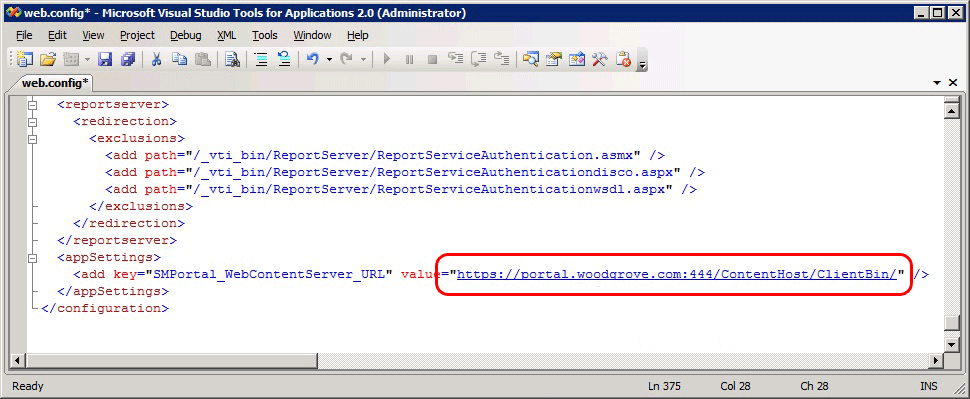 web.config* - Microsoft Visual Studio Tools for Applications 2.0 (Administrator)
File Edit View Project Debug XML Tools Window Help
web.config*
<reportserver>
<redirection>
<exclusions>
<add path="/_vti_bin/ReportServer/ReportServiceAuthentication.asmx" />
<add path="/_vti_bin/ReportServer/ReportServiceAuthenticationdisco.aspx" />
<add path="/_vti_bin/ReportServer/ReportServiceAuthenticationwsdl.aspx" />
</exclusions>
</redirection>
</reportserver>
<appSettings>
<add key="SMPortal_WebContentServer_URL" value="https://portal.woodgrove.com:444/ContentHost/ClientBin/" />
</appSettings>
</configuration>
Ready Ln 375 Col 28 Ch 28 INS